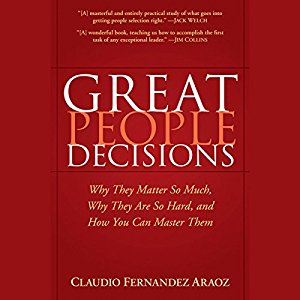 "[A] masterful and entirely practical study of what goes into
getting people selection right." —JACK WELCH
"[A] wonderful book, teaching us how to accomplish the first
task of any exceptional leader." —JIM COLLINS
GREAT
PEOPLE
DECISIONS
Why They Matter So Much,
Why They Are So Hard, and
How You Can Master Them
CLAUDIO FERNANDEZ ARAOZ